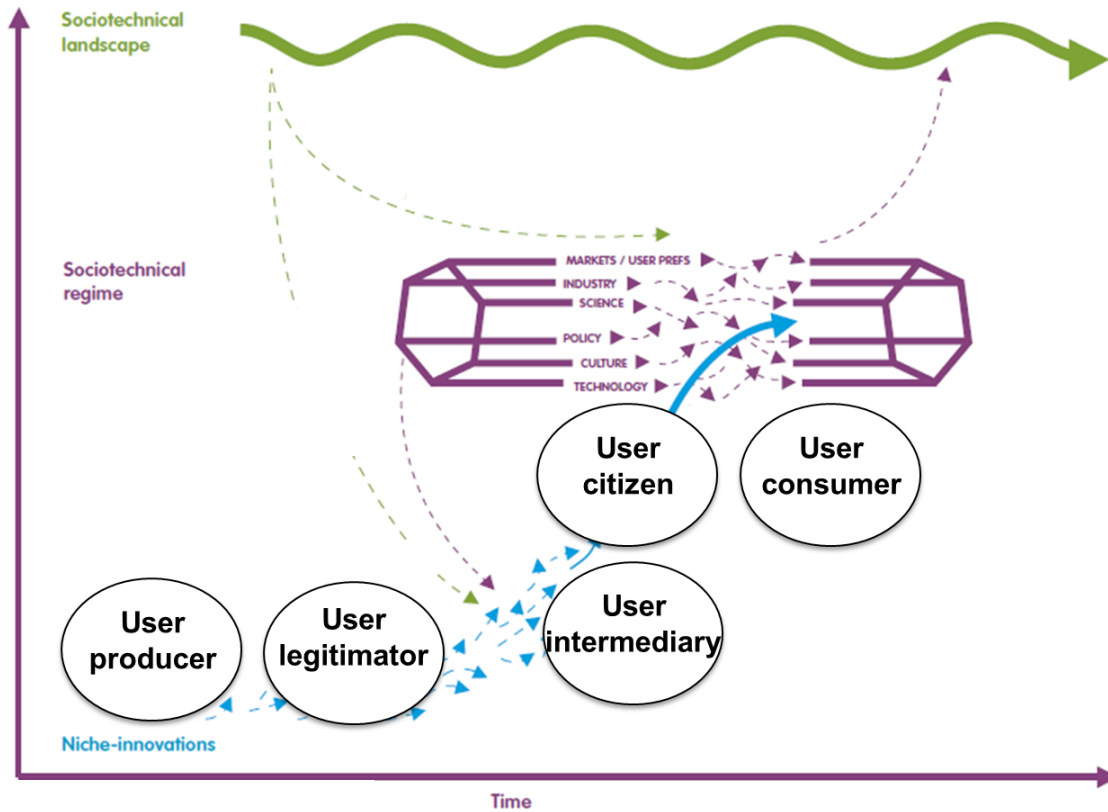 Sociotechnical
landscape
Sociotechnical
regime
MARKETS / USER PREFS
INDUSTRY
SCIENCE
POLICY
CULTURE
TECHNOLOGY
User
citizen
User
consumer
User
producer
User
legitimator
User
intermediary
Niche-innovations
Time